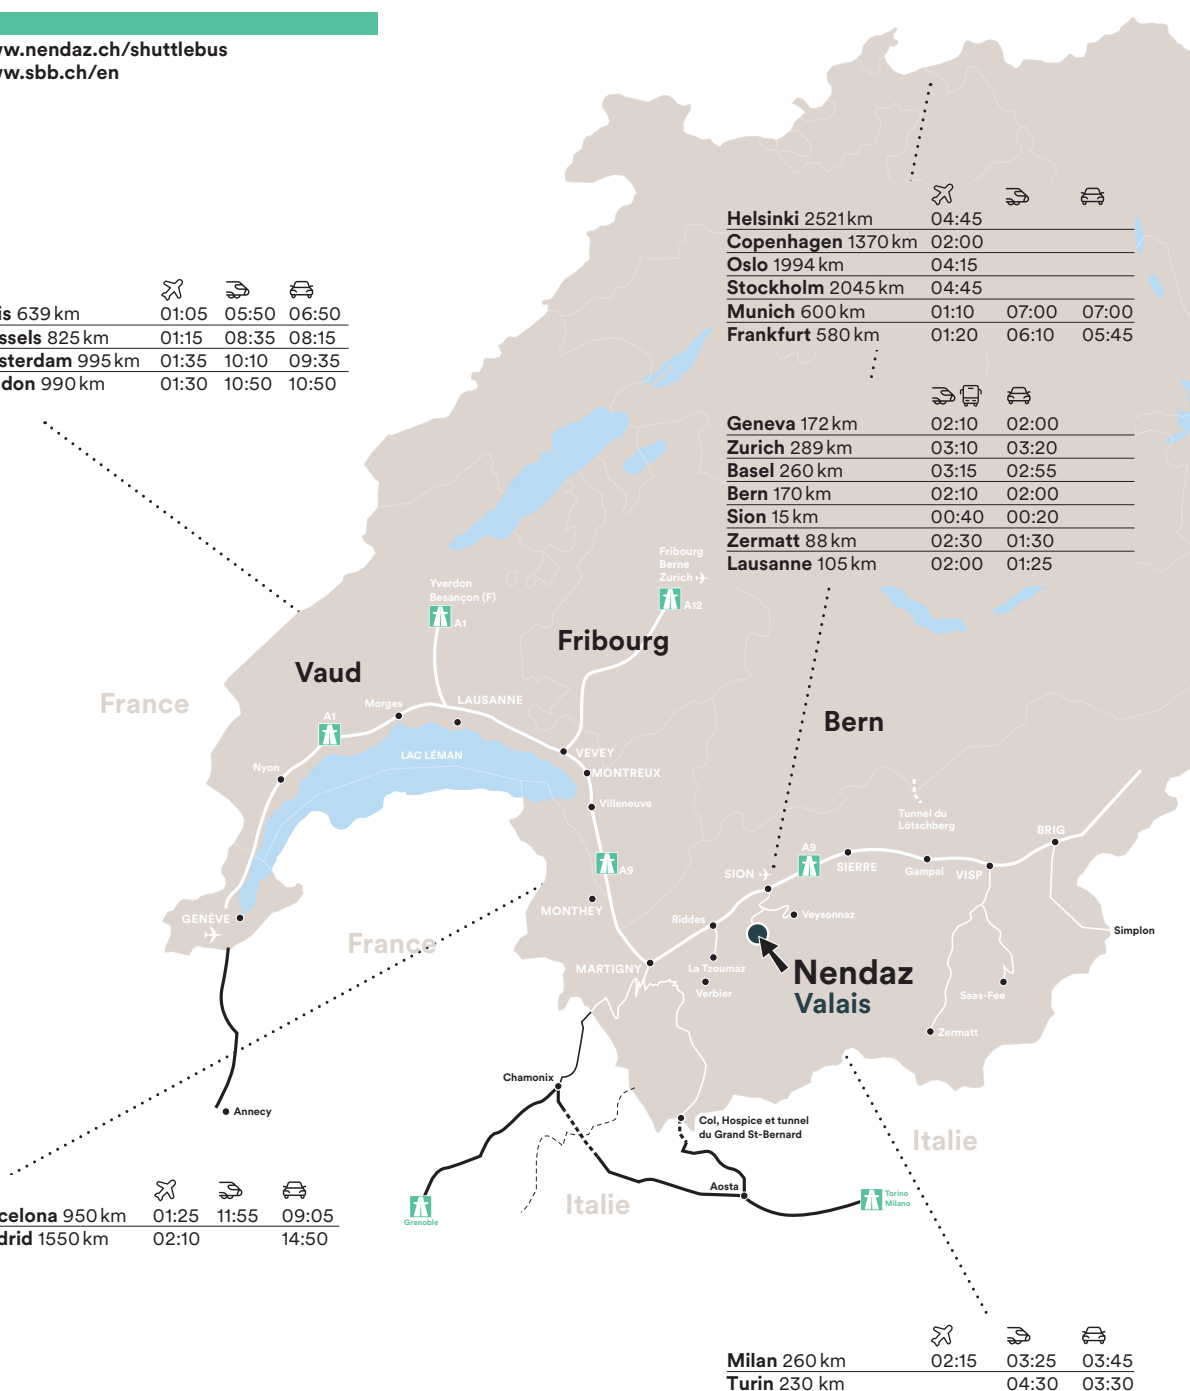 ww.nendaz.ch/shuttlebus
ww.sbb.ch/en
Helsinki 2521 km 04:45
Copenhagen 1370 km 02:00
Oslo 1994 km 04:15
Stockholm 2045 km 04:45
Munich 600 km 01:10 07:00 07:00
Frankfurt 580 km 01:20 06:10 05:45
is 639 km 01:05 05:50 06:50
ssels 825 km 01:15 08:35 08:15
sterdam 995 km 01:35 10:10 09:35
don 990 km 01:30 10:50 10:50
Geneva 172 km 02:10 02:00
Zurich 289 km 03:10 03:20
Basel 260 km 03:15 02:55
Bern 170 km 02:10 02:00
Sion 15 km 00:40 00:20
Zermatt 88 km 02:30 01:30
Lausanne 105 km 02:00 01:25
Fribourg
Berne
Zurich
A12
Yverdon
Besançon (F)
A1
Fribourg
Vaud
France
Morges
LAUSANNE
A1
Bern
LAC LÉMAN
VEVEY
Nyon
MONTREUX
Villeneuve
Tunnel du
Lötschberg
BRIG
A9
SIERRE
A9
SION
Gampel
VISP
MONTHEY
Veysonnaz
GENÈVE
Riddes
Simplon
France
MARTIGNY
La Tzoumaz
Nendaz
Verbier
Valais
Saas-Fee
Zermatt
Chamonix
Annecy
Col, Hospice et tunnel
du Grand St-Bernard
Italie
Aosta
Torino
Milano
Italie
Grenoble
celona 950 km 01:25 11:55 09:05
drid 1550 km 02:10 14:50
Milan 260 km 02:15 03:25 03:45
Turin 230 km 04:30 03:30